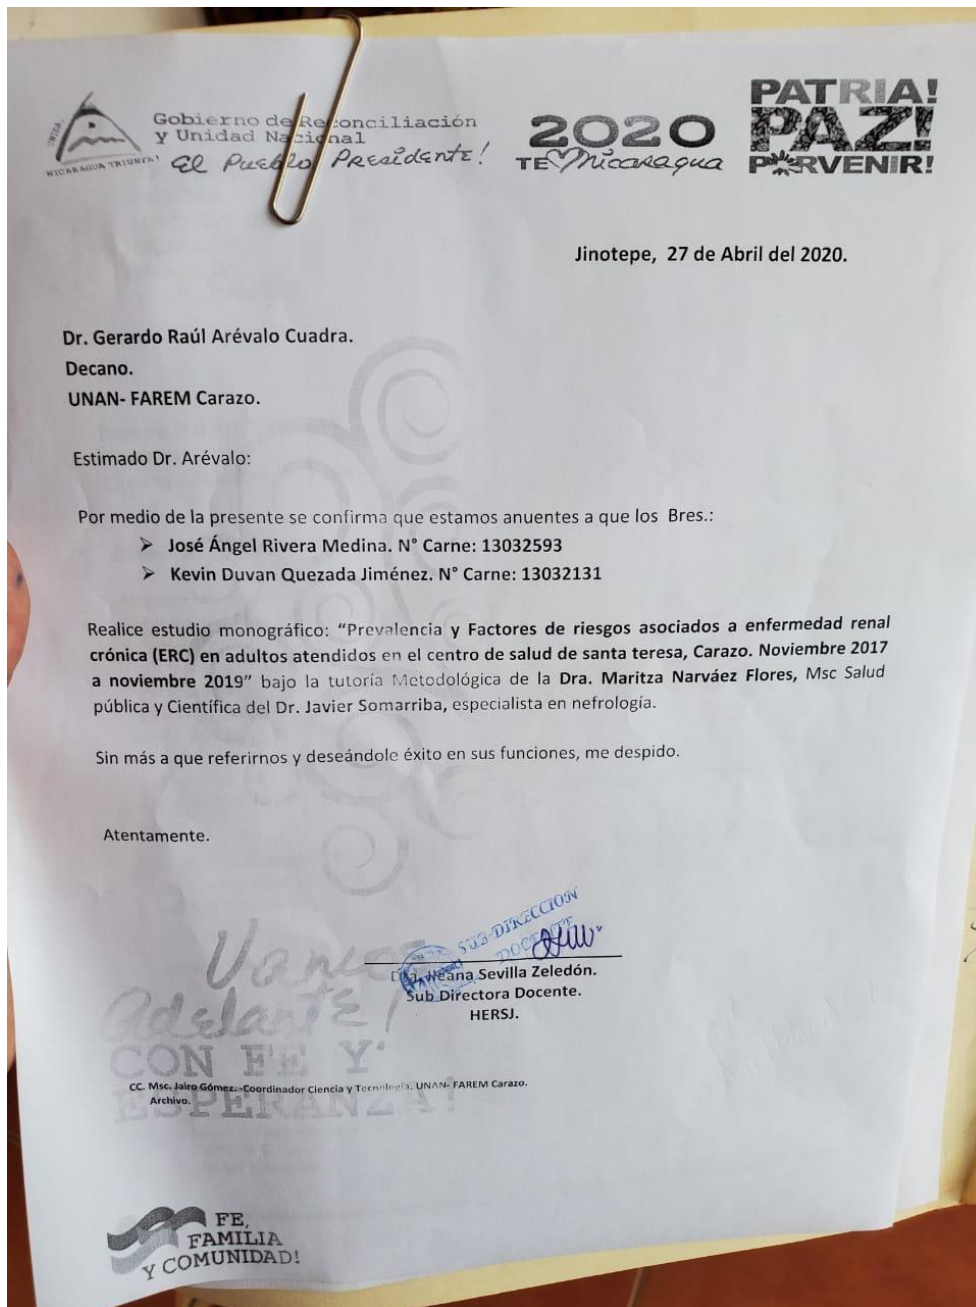 Gobierno de Reconciliación
y Unidad Nacional
El Pueblo Presidente!
NICARAGUA TRIUNFA!
2020
TE Nicaragua
PATRIA!
PAZ!
PORVENIR!
Jinotepe, 27 de Abril del 2020.
Dr. Gerardo Raúl Arévalo Cuadra.
Decano.
UNAN- FAREM Carazo.
Estimado Dr. Arévalo:
Por medio de la presente se confirma que estamos anuentes a que los Bres.:
➢ José Ángel Rivera Medina. N° Carne: 13032593
➢ Kevin Duvan Quezada Jiménez. N° Carne: 13032131
Realice estudio monográfico: “Prevalencia y Factores de riesgos asociados a enfermedad renal
crónica (ERC) en adultos atendidos en el centro de salud de santa teresa, Carazo. Noviembre 2017
a noviembre 2019” bajo la tutoría Metodológica de la Dra. Maritza Narváez Flores, Msc Salud
pública y Científica del Dr. Javier Somarriba, especialista en nefrología.
Sin más a que referirnos y deseándole éxito en sus funciones, me despido.
Atentamente.
SUB-DIRECCION
DOCENTE
Sevilla Zeledón.
Sub Directora Docente.
HERSJ.
Vamos
adelante!
CON FE Y
ESPERANZA!
CC. Msc. Jairo Gómez.-Coordinador Ciencia y Tecnología. UNAN- FAREM Carazo.
Archivo.
FE,
FAMILIA
Y COMUNIDAD!